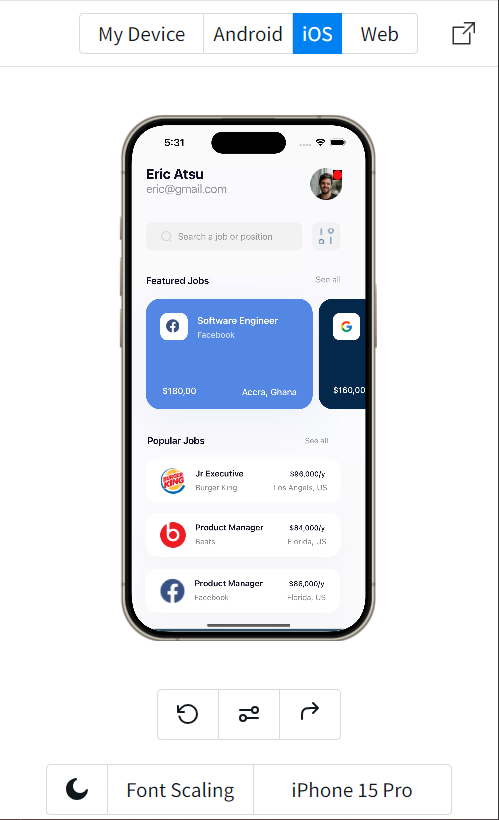 My Device Android iOS Web
5:31
Eric Atsu
eric@gmail.com
Search a job or position
Featured Jobs See all
Software Engineer
Facebook
$180,00 Accra, Ghana $160,00
Popular Jobs See all
BURGER KING
Jr Executive $96,000/y
Burger King Los Angels, US
Product Manager $84,000/y
Beats Florida, US
Product Manager $86,000/y
Facebook Florida, US
Font Scaling iPhone 15 Pro